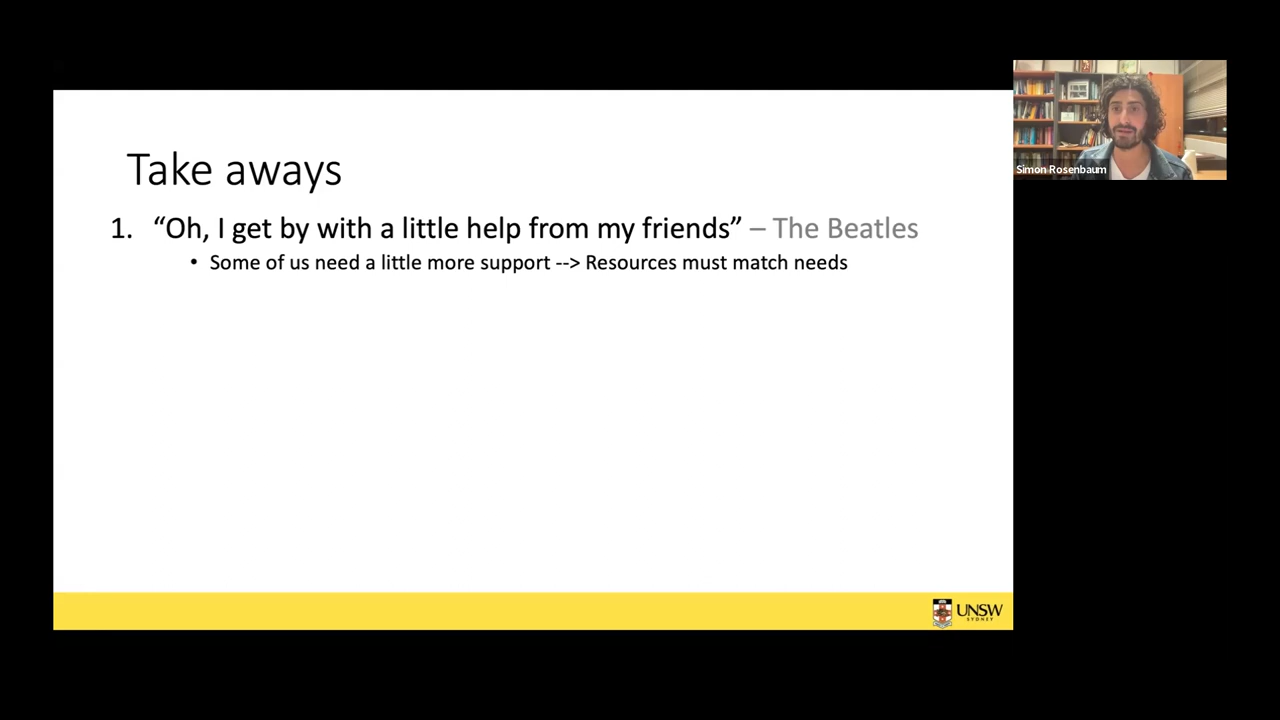 Take aways
1. “Oh, I get by with a little help from my friends” – The Beatles
• Some of us need a little more support --> Resources must match needs
Simon Rosenbaum
UNSW
SYDNEY